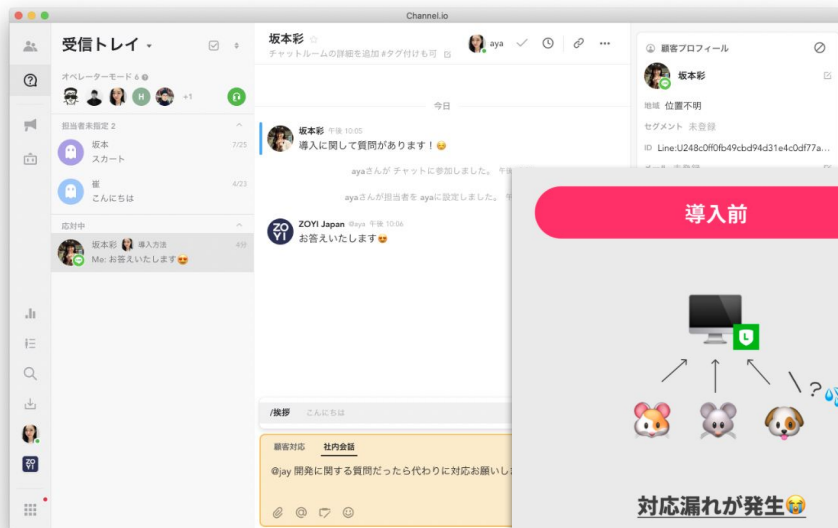 Channel.io
受信トレイ
オペレーターモード 6
H
+1
担当者未指定 2
坂本
7/25
スカート
崔
4/23
こんにちは
応対中
坂本彩
導入方法
4分
Me: お答えいたします
ZO
YI
坂本彩
チャットルームの詳細を追加 #タグ付けも可
aya
今日
坂本彩 午後 10:05
導入に関して質問があります！
ayaさんが チャットに参加しました。
ayaさんが担当者を ayaに設定しました。
ZO
YI
ZOYI Japan @aya 午後 10:06
お答えいたします
/挨拶 こんにちは
顧客対応 社内会話
@jay 開発に関する質問だったら代わりに対応お願いし
顧客プロフィール
坂本彩
地域 位置不明
セグメント 未登録
ID Line:U248c0ff0fb49cbd94d31e4c0df77a...
導入前
L
?
対応漏れが発生